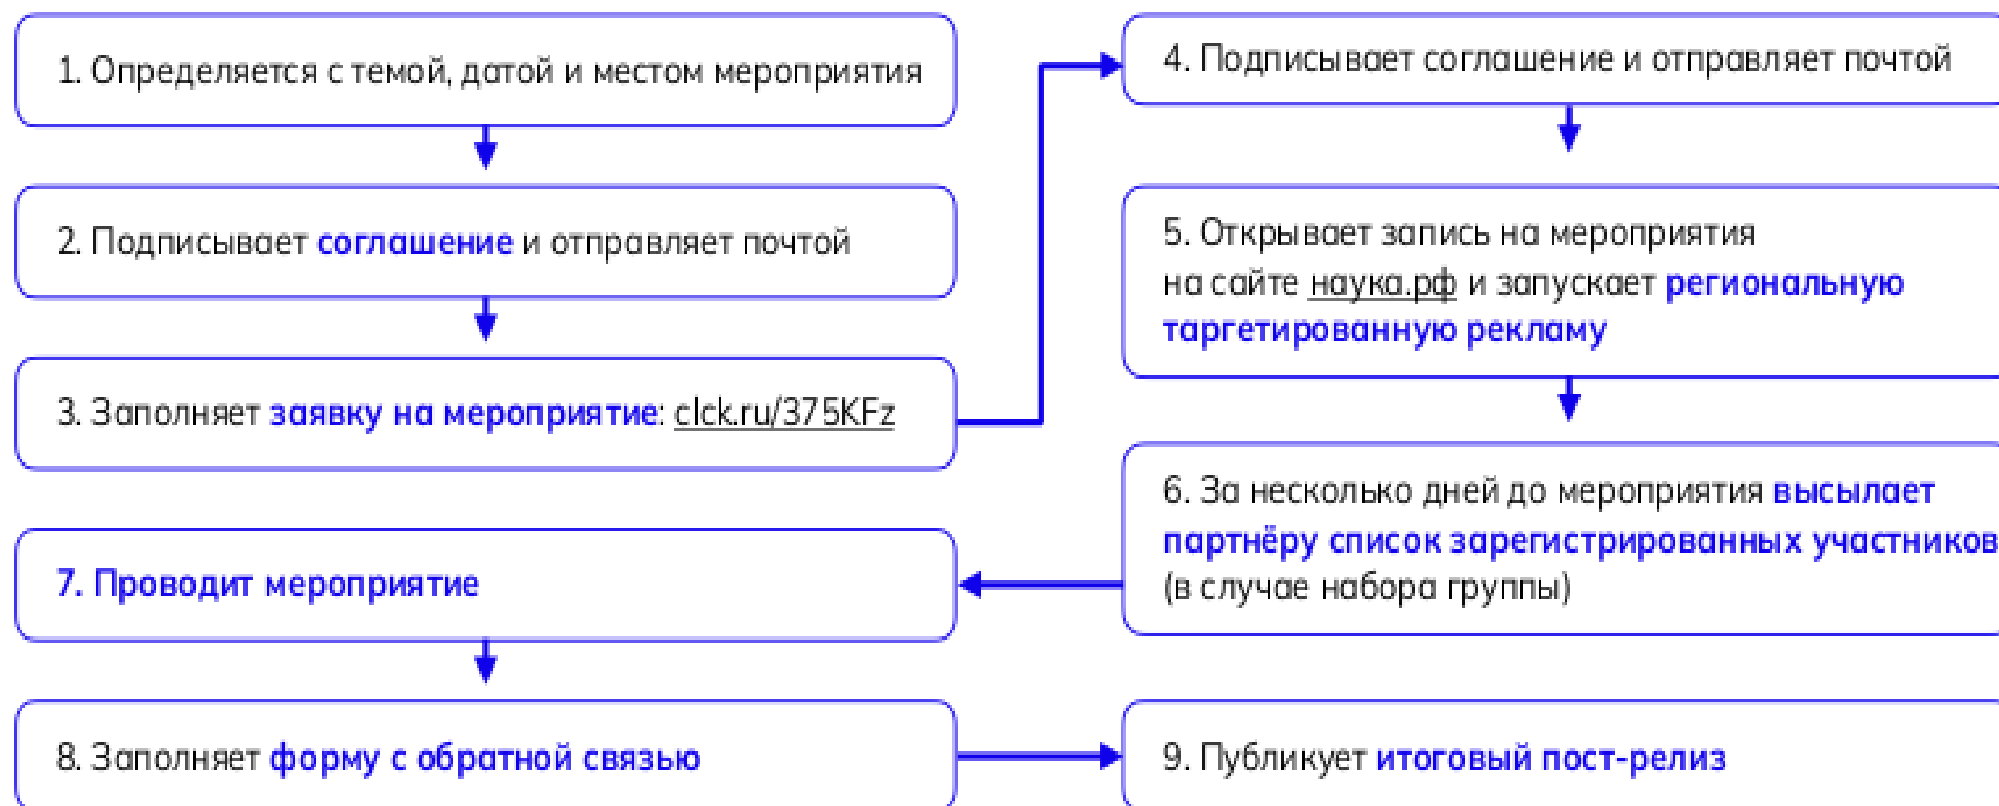 1. Определяется с темой, датой и местом мероприятия
2. Подписывает соглашение и отправляет почтой
3. Заполняет заявку на мероприятие: clck.ru/375KFz
4. Подписывает соглашение и отправляет почтой
5. Открывает запись на мероприятия
на сайте наука.рф и запускает региональную
таргетированную рекламу
6. За несколько дней до мероприятия высылает
партнёру список зарегистрированных участников
(в случае набора группы)
7. Проводит мероприятие
8. Заполняет форму с обратной связью
9. Публикует итоговый пост-релиз